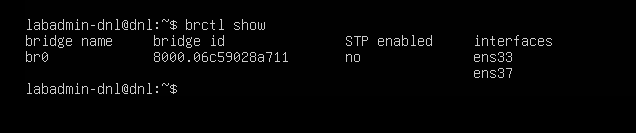 labadmin-dnl@dnl:~$ brctl show
bridge name bridge id STP enabled interfaces
br0 8000.06c59028a711 no ens33
ens37
labadmin-dnl@dnl:~$